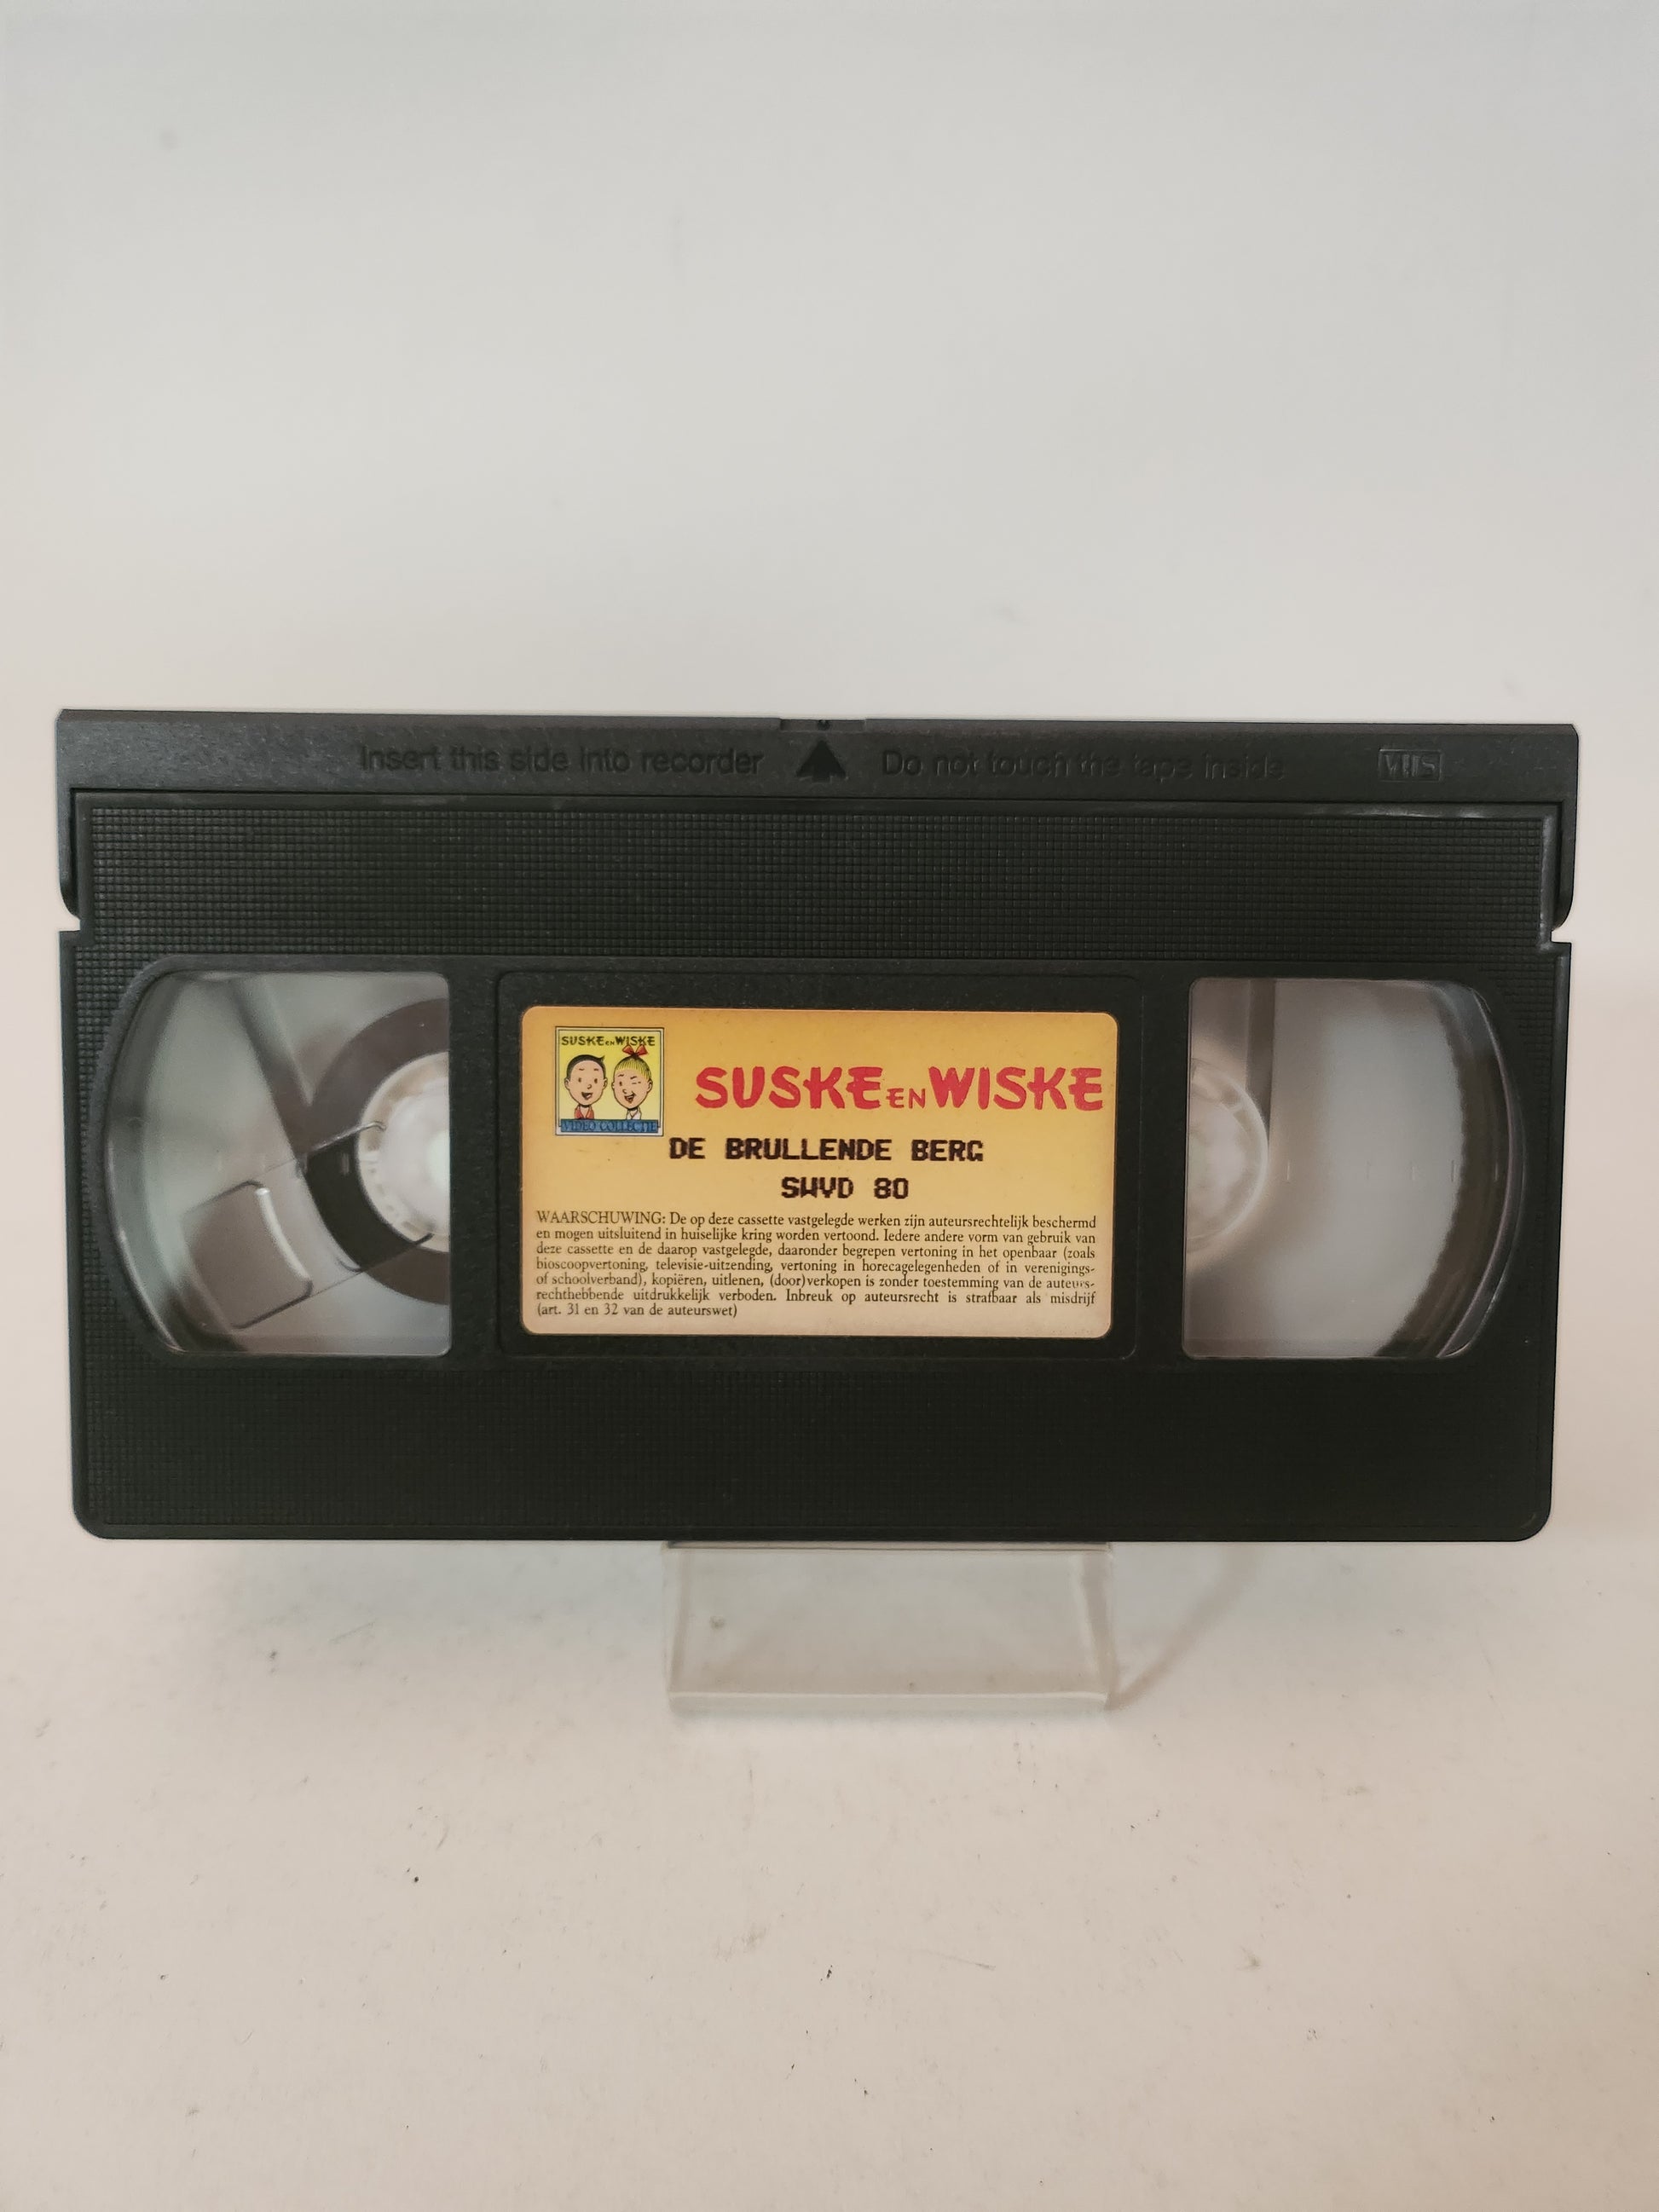 Insert this side into recorder
Do not touch the tape inside
VHS
SUSKE EN WISKE
VIDEO COLLECTIE
SUSKE EN WISKE
DE BRULLENDE BERG
SWVD 80
WAARSCHUWING: De op deze cassette vastgelegde werken zijn auteursrechtelijk beschermd
en mogen uitsluitend in huiselijke kring worden vertoond. Iedere andere vorm van gebruik van
deze cassette en de daarop vastgelegde, daaronder begrepen vertoning in het openbaar (zoals
bioscoopvertoning, televisie-uitzending, vertoning in horecagelegenheden of in verenigings-
of schoolverband), kopiëren, uitlenen, (door)verkopen is zonder toestemming van de auteurs-
rechthebbende uitdrukkelijk verboden. Inbreuk op auteursrecht is strafbaar als misdrijf
(art. 31 en 32 van de auteurswet)